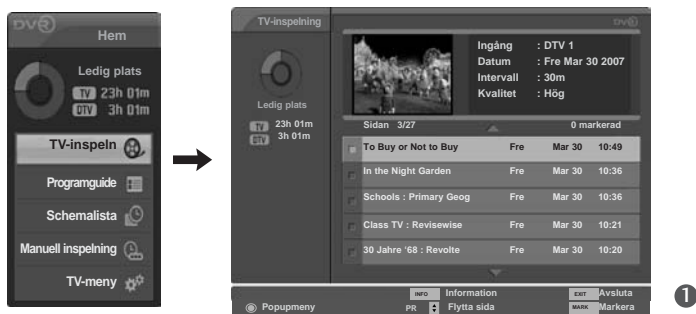 DVR
Hem
Ledig plats
TV 23h 01m
DTV 3h 01m
TV-inspeln
Programguide
Schemalista
Manuell inspelning
TV-meny
TV-inspelning
DVR
Ledig plats
TV 23h 01m
DTV 3h 01m
Ingång : DTV 1
Datum : Fre Mar 30 2007
Intervall : 30m
Kvalitet : Hög
Sidan 3/27 0 markerad
To Buy or Not to Buy Fre Mar 30 10:49
In the Night Garden Fre Mar 30 10:36
Schools : Primary Geog Fre Mar 30 10:36
Class TV : Revisewise Fre Mar 30 10:21
30 Jahre ‘68 : Revolte Fre Mar 30 10:20
INFO Information EXIT Avsluta
Popupmeny PR Flytta sida MARK Markera
1